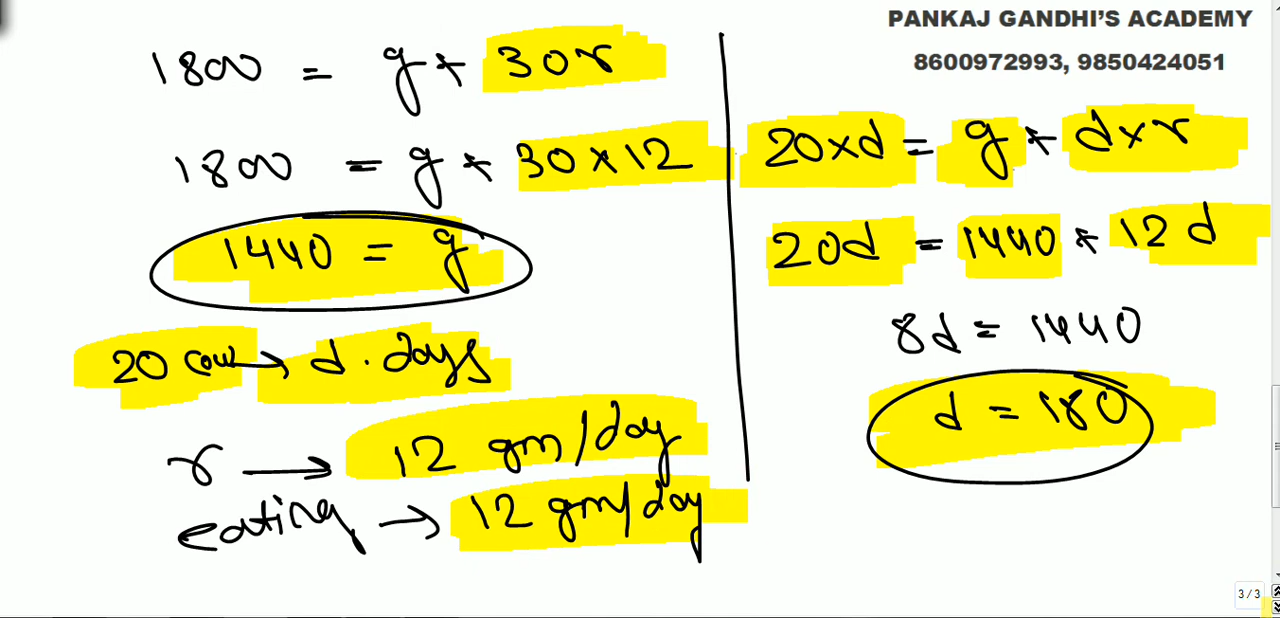 PANKAJ GANDHI'S ACADEMY
8600972993, 9850424051
1800 = g + 30r
1800 = g + 30 × 12
1440 = g
20 cow → d. days
r → 12 gm/day
eating → 12 gm/day
20×d = g + d×r
20d = 1440 + 12d
8d = 1440
d = 180
3 / 3